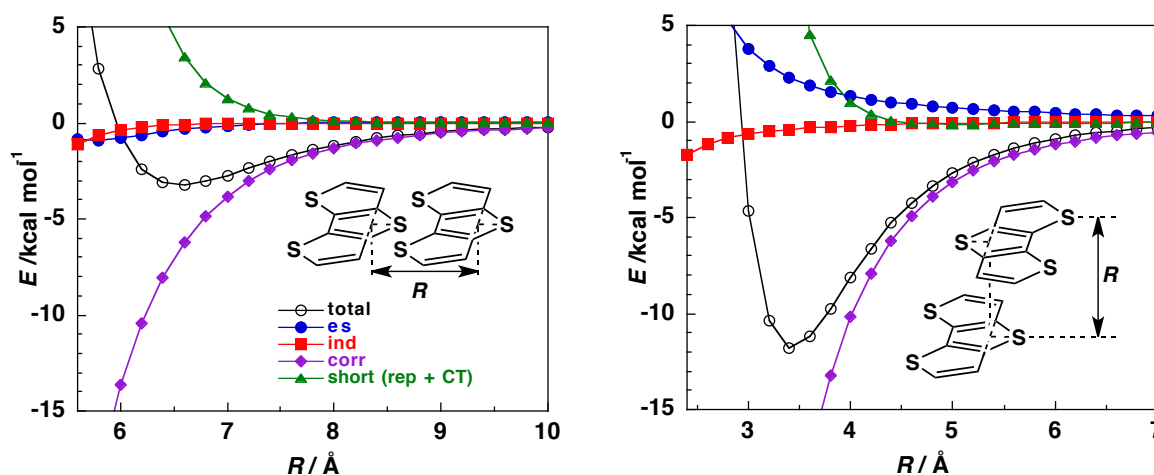 5
0
-5
-10
-15
E /kcal mol-1
6 7 8 9 10
R / Å
S
S
S
S
S
S
R
total
es
ind
corr
short (rep + CT)
5
0
-5
-10
-15
E /kcal mol-1
3 4 5 6 7
R / Å
S
S
S
S
S
S
R